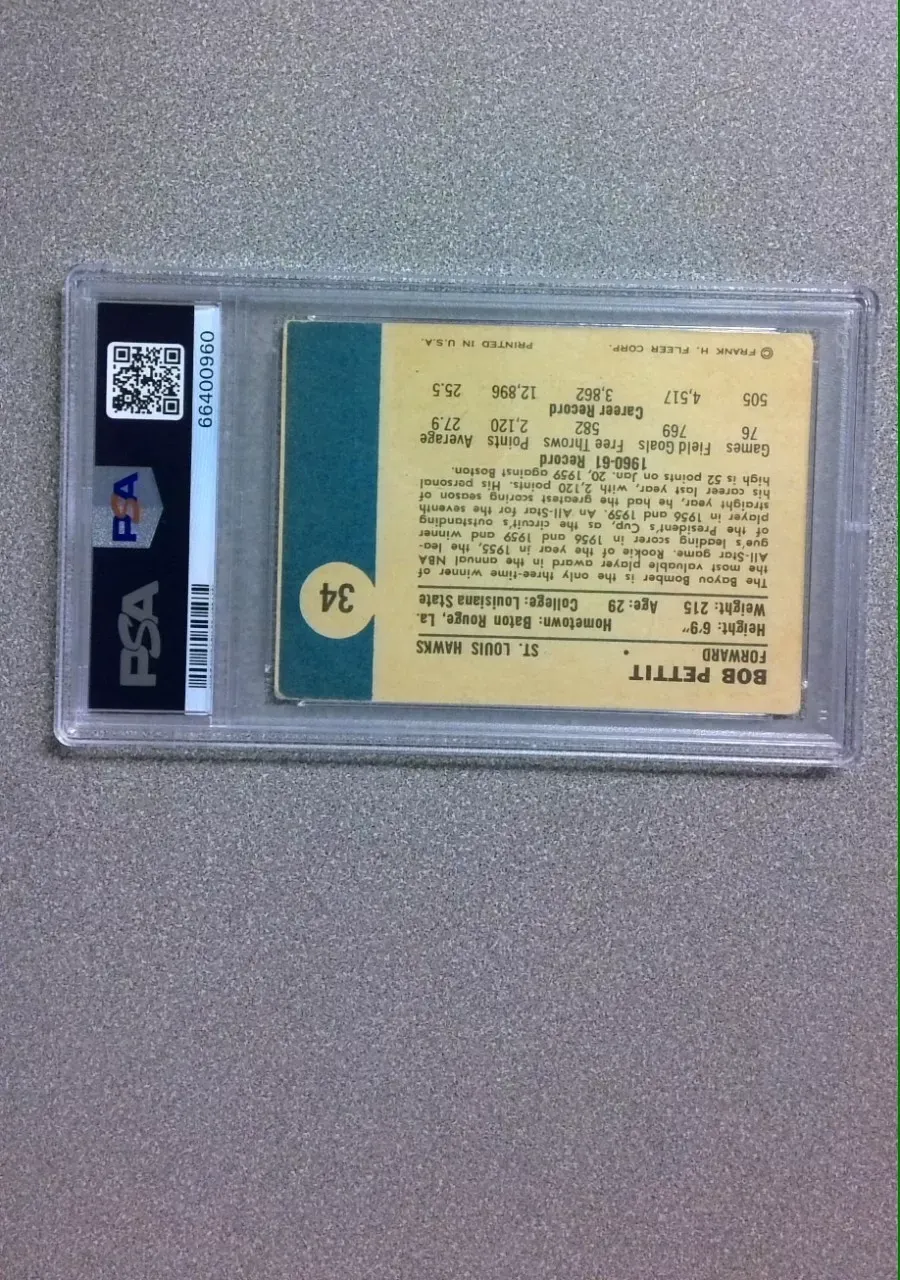 PSA
PSA
66400960
34
BOB PETTIT
FORWARD • ST. LOUIS HAWKS
Height: 6'9" Hometown: Baton Rouge, La.
Weight: 215 Age: 29 College: Louisiana State
The Bayou Bomber is the only three-time winner of
the most valuable player award in the annual NBA
All-Star game. Rookie of the year in 1955, the lea-
gue's leading scorer in 1956 and 1959 and winner
of the President's Cup, as the circuit's outstanding
player in 1956 and 1959. An All-Star for the seventh
straight year, he had the greatest scoring season of
his career last year, with 2,120 points. His personal
high is 52 points on Jan. 20, 1959 against Boston.
1960-61 Record
Games Field Goals Free Throws Points Average
76 769 582 2,120 27.9
Career Record
505 4,517 3,862 12,896 25.5
© FRANK H. FLEER CORP. PRINTED IN U.S.A.